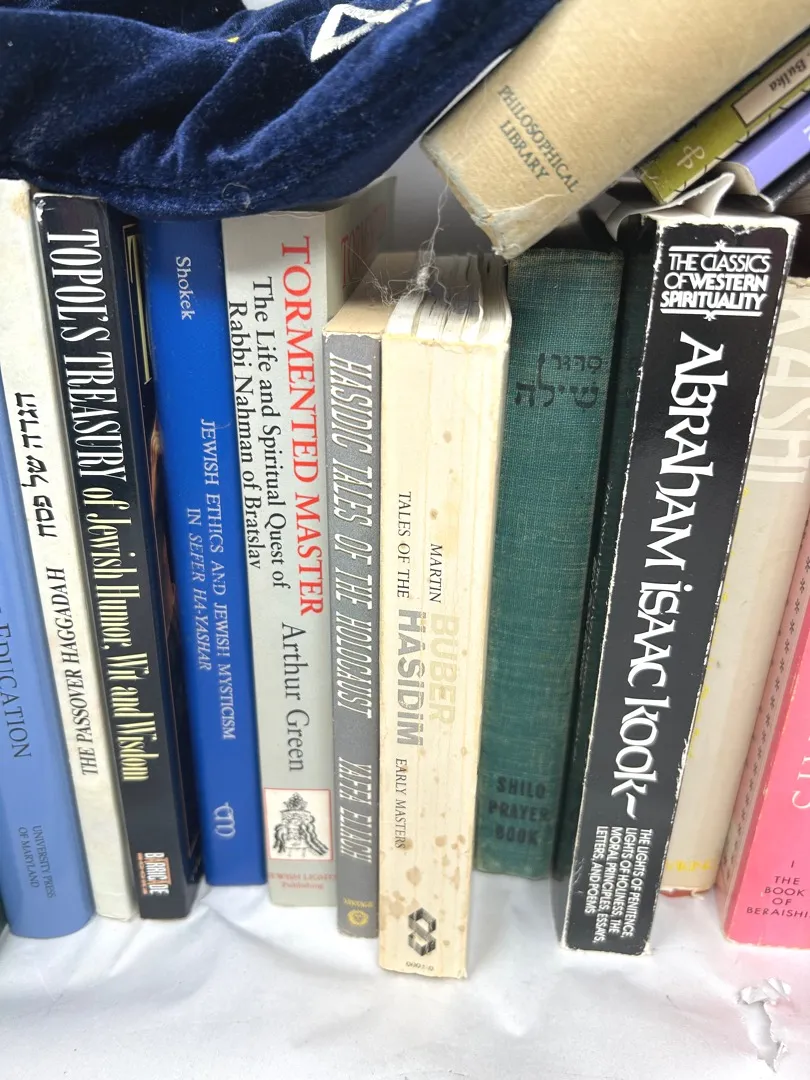 EDUCATION
UNIVERSITY PRESS
OF MARYLAND
הגדה של פסח
THE PASSOVER HAGGADAH
TOPOL'S TREASURY of Jewish Humor, Wit and Wisdom
Shokek
JEWISH ETHICS AND JEWISH MYSTICISM
IN SEFER HA-YASHAR
TORMENTED MASTER
The Life and Spiritual Quest of
Rabbi Nahman of Bratslav
Arthur Green
JEWISH LIGHTS
Publishing
HASIDIC TALES OF THE HOLOCAUST
YAFFA ELIACH
MARTIN BUBER
TALES OF THE HASIDIM
EARLY MASTERS
PHILOSOPHICAL
LIBRARY
Bulka
סדור
שילה
SHILO
PRAYER
BOOK
THE CLASSICS
OF WESTERN
SPIRITUALITY
ABRAHAM ISAAC KOOK
THE LIGHTS OF PENITENCE,
LIGHTS OF HOLINESS, THE
MORAL PRINCIPLES, ESSAYS,
LETTERS, AND POEMS
RASHI
I
THE
BOOK
OF
BERAISHI